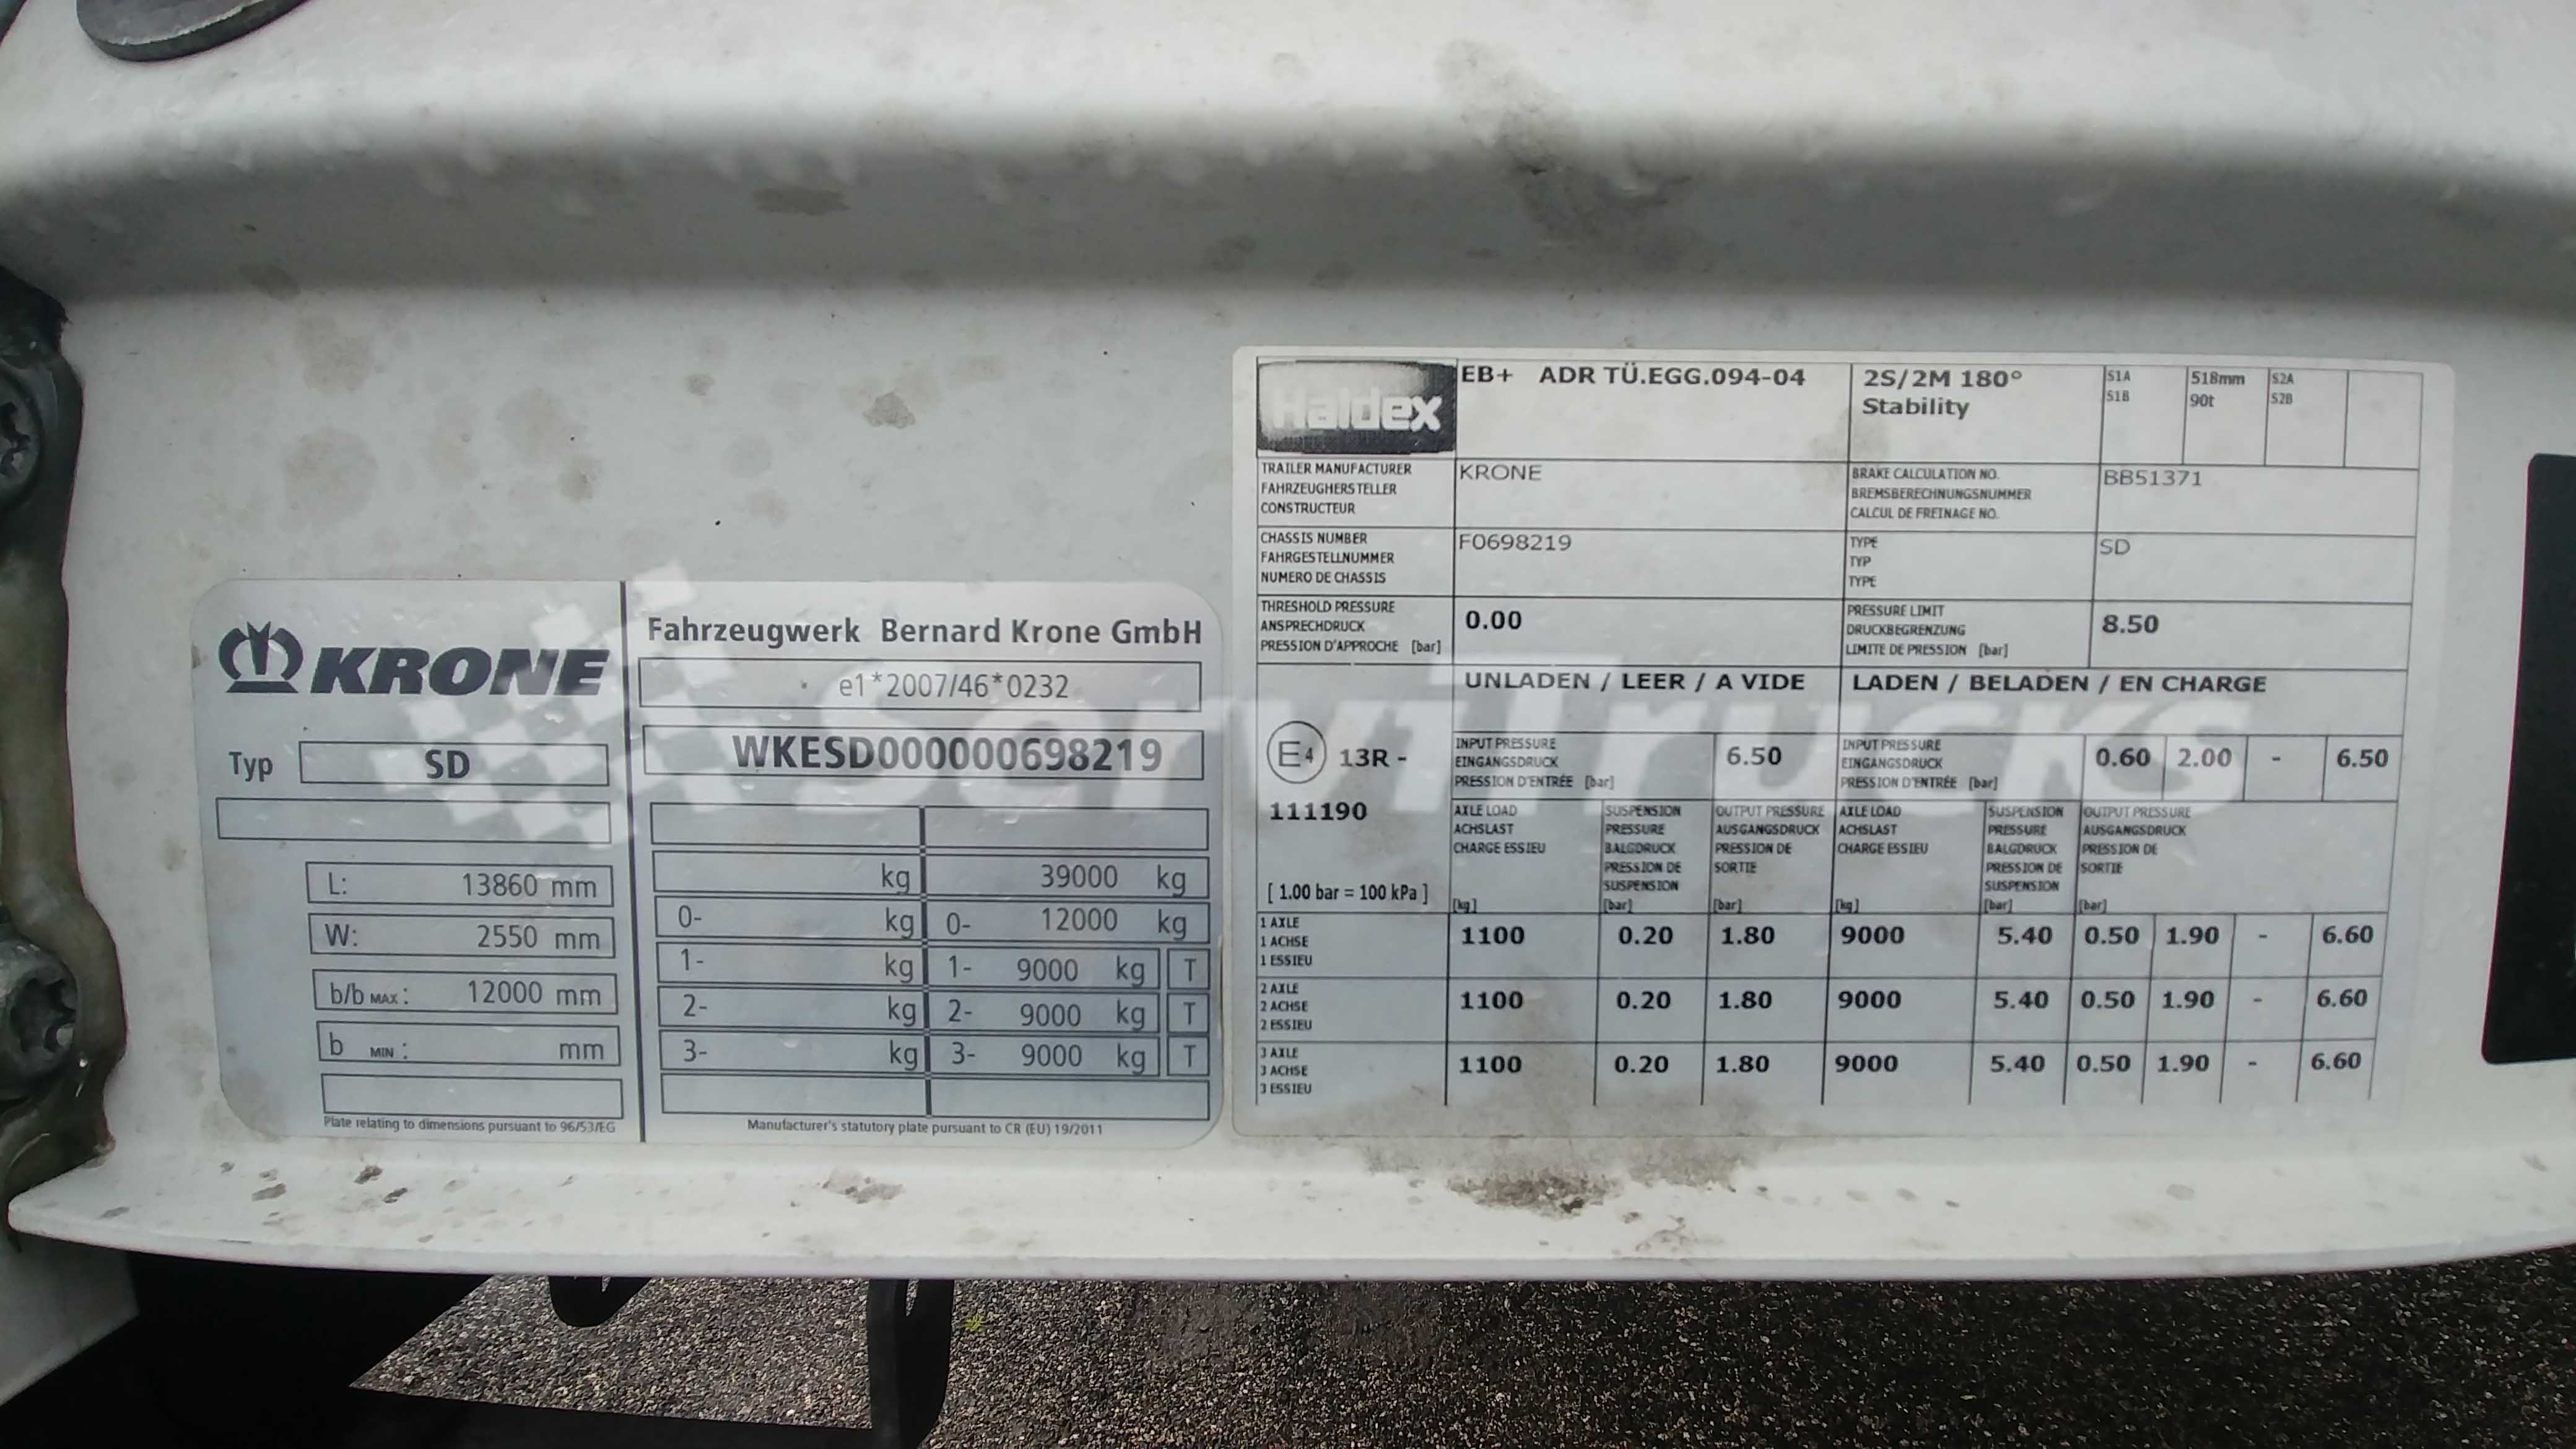 KRONE
Typ SD
L: 13860 mm
W: 2550 mm
b/b MAX : 12000 mm
b MIN : mm
Plate relating to dimensions pursuant to 96/53/EG
Fahrzeugwerk Bernard Krone GmbH
e1*2007/46*0232
WKESD000000698219
kg 39000 kg
0- kg 0- 12000 kg
1- kg 1- 9000 kg T
2- kg 2- 9000 kg T
3- kg 3- 9000 kg T
Manufacturer's statutory plate pursuant to CR (EU) 19/2011
ServiTrucks
Haldex
EB+ ADR TÜ.EGG.094-04
2S/2M 180°
Stability
S1A
S1B
518mm
90t
S2A
S2B
TRAILER MANUFACTURER
FAHRZEUGHERSTELLER
CONSTRUCTEUR
KRONE
BRAKE CALCULATION NO.
BREMSBERECHNUNGSNUMMER
CALCUL DE FREINAGE NO.
BB51371
CHASSIS NUMBER
FAHRGESTELLNUMMER
NUMERO DE CHASSIS
F0698219
TYPE
TYP
TYPE
SD
THRESHOLD PRESSURE
ANSPRECHDRUCK
PRESSION D'APPROCHE [bar]
0.00
PRESSURE LIMIT
DRUCKBEGRENZUNG
LIMITE DE PRESSION [bar]
8.50
UNLADEN / LEER / A VIDE
LADEN / BELADEN / EN CHARGE
E4 13R -
111190
[ 1.00 bar = 100 kPa ]
INPUT PRESSURE
EINGANGSDRUCK
PRESSION D'ENTRÉE [bar]
6.50
INPUT PRESSURE
EINGANGSDRUCK
PRESSION D'ENTRÉE [bar]
0.60 2.00 - 6.50
AXLE LOAD
ACHSLAST
CHARGE ESSIEU
[kg]
SUSPENSION
PRESSURE
BALGDRUCK
PRESSION DE
SUSPENSION
[bar]
OUTPUT PRESSURE
AUSGANGSDRUCK
PRESSION DE
SORTIE
[bar]
AXLE LOAD
ACHSLAST
CHARGE ESSIEU
[kg]
SUSPENSION
PRESSURE
BALGDRUCK
PRESSION DE
SUSPENSION
[bar]
OUTPUT PRESSURE
AUSGANGSDRUCK
PRESSION DE
SORTIE
[bar]
1 AXLE
1 ACHSE
1 ESSIEU
1100 0.20 1.80 9000 5.40 0.50 1.90 - 6.60
2 AXLE
2 ACHSE
2 ESSIEU
1100 0.20 1.80 9000 5.40 0.50 1.90 - 6.60
3 AXLE
3 ACHSE
3 ESSIEU
1100 0.20 1.80 9000 5.40 0.50 1.90 - 6.60